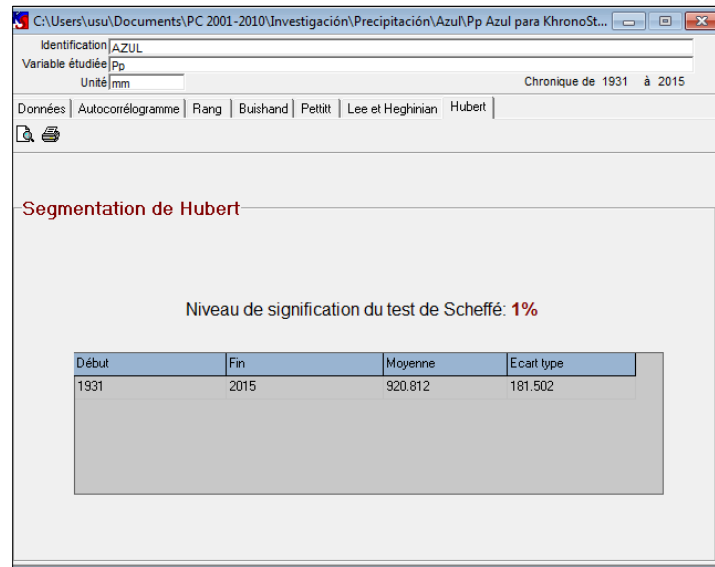 C:\Users\usu\Documents\PC 2001-2010\Investigación\Precipitación\Azul\Pp Azul para KhronoSt...
Identification AZUL
Variable étudiée Pp
Unité mm Chronique de 1931 à 2015
Données Autocorrélogramme Rang Buishand Pettitt Lee et Heghinian Hubert
Segmentation de Hubert
Niveau de signification du test de Scheffé: 1%
Début Fin Moyenne Ecart type
1931 2015 920.812 181.502